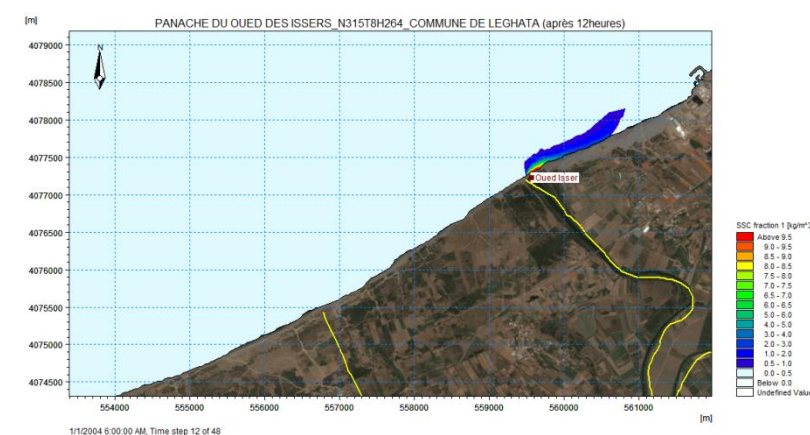 [m]
PANACHE DU OUED DES ISSERS_N315T8H264_COMMUNE DE LEGHATA (après 12heures)
4079000
N
4078500
4078000
4077500
Oued Isser
4077000
4076500
4076000
4075500
4075000
4074500
554000 555000 556000 557000 558000 559000 560000 561000
[m]
1/1/2004 6:00:00 AM, Time step 12 of 48
SSC fraction 1 [kg/m^3
Above 9.5
9.0 - 9.5
8.5 - 9.0
8.0 - 8.5
7.5 - 8.0
7.0 - 7.5
6.5 - 7.0
6.0 - 6.5
5.0 - 6.0
4.0 - 5.0
3.0 - 4.0
2.0 - 3.0
1.0 - 2.0
0.5 - 1.0
0.0 - 0.5
Below 0.0
Undefined Value